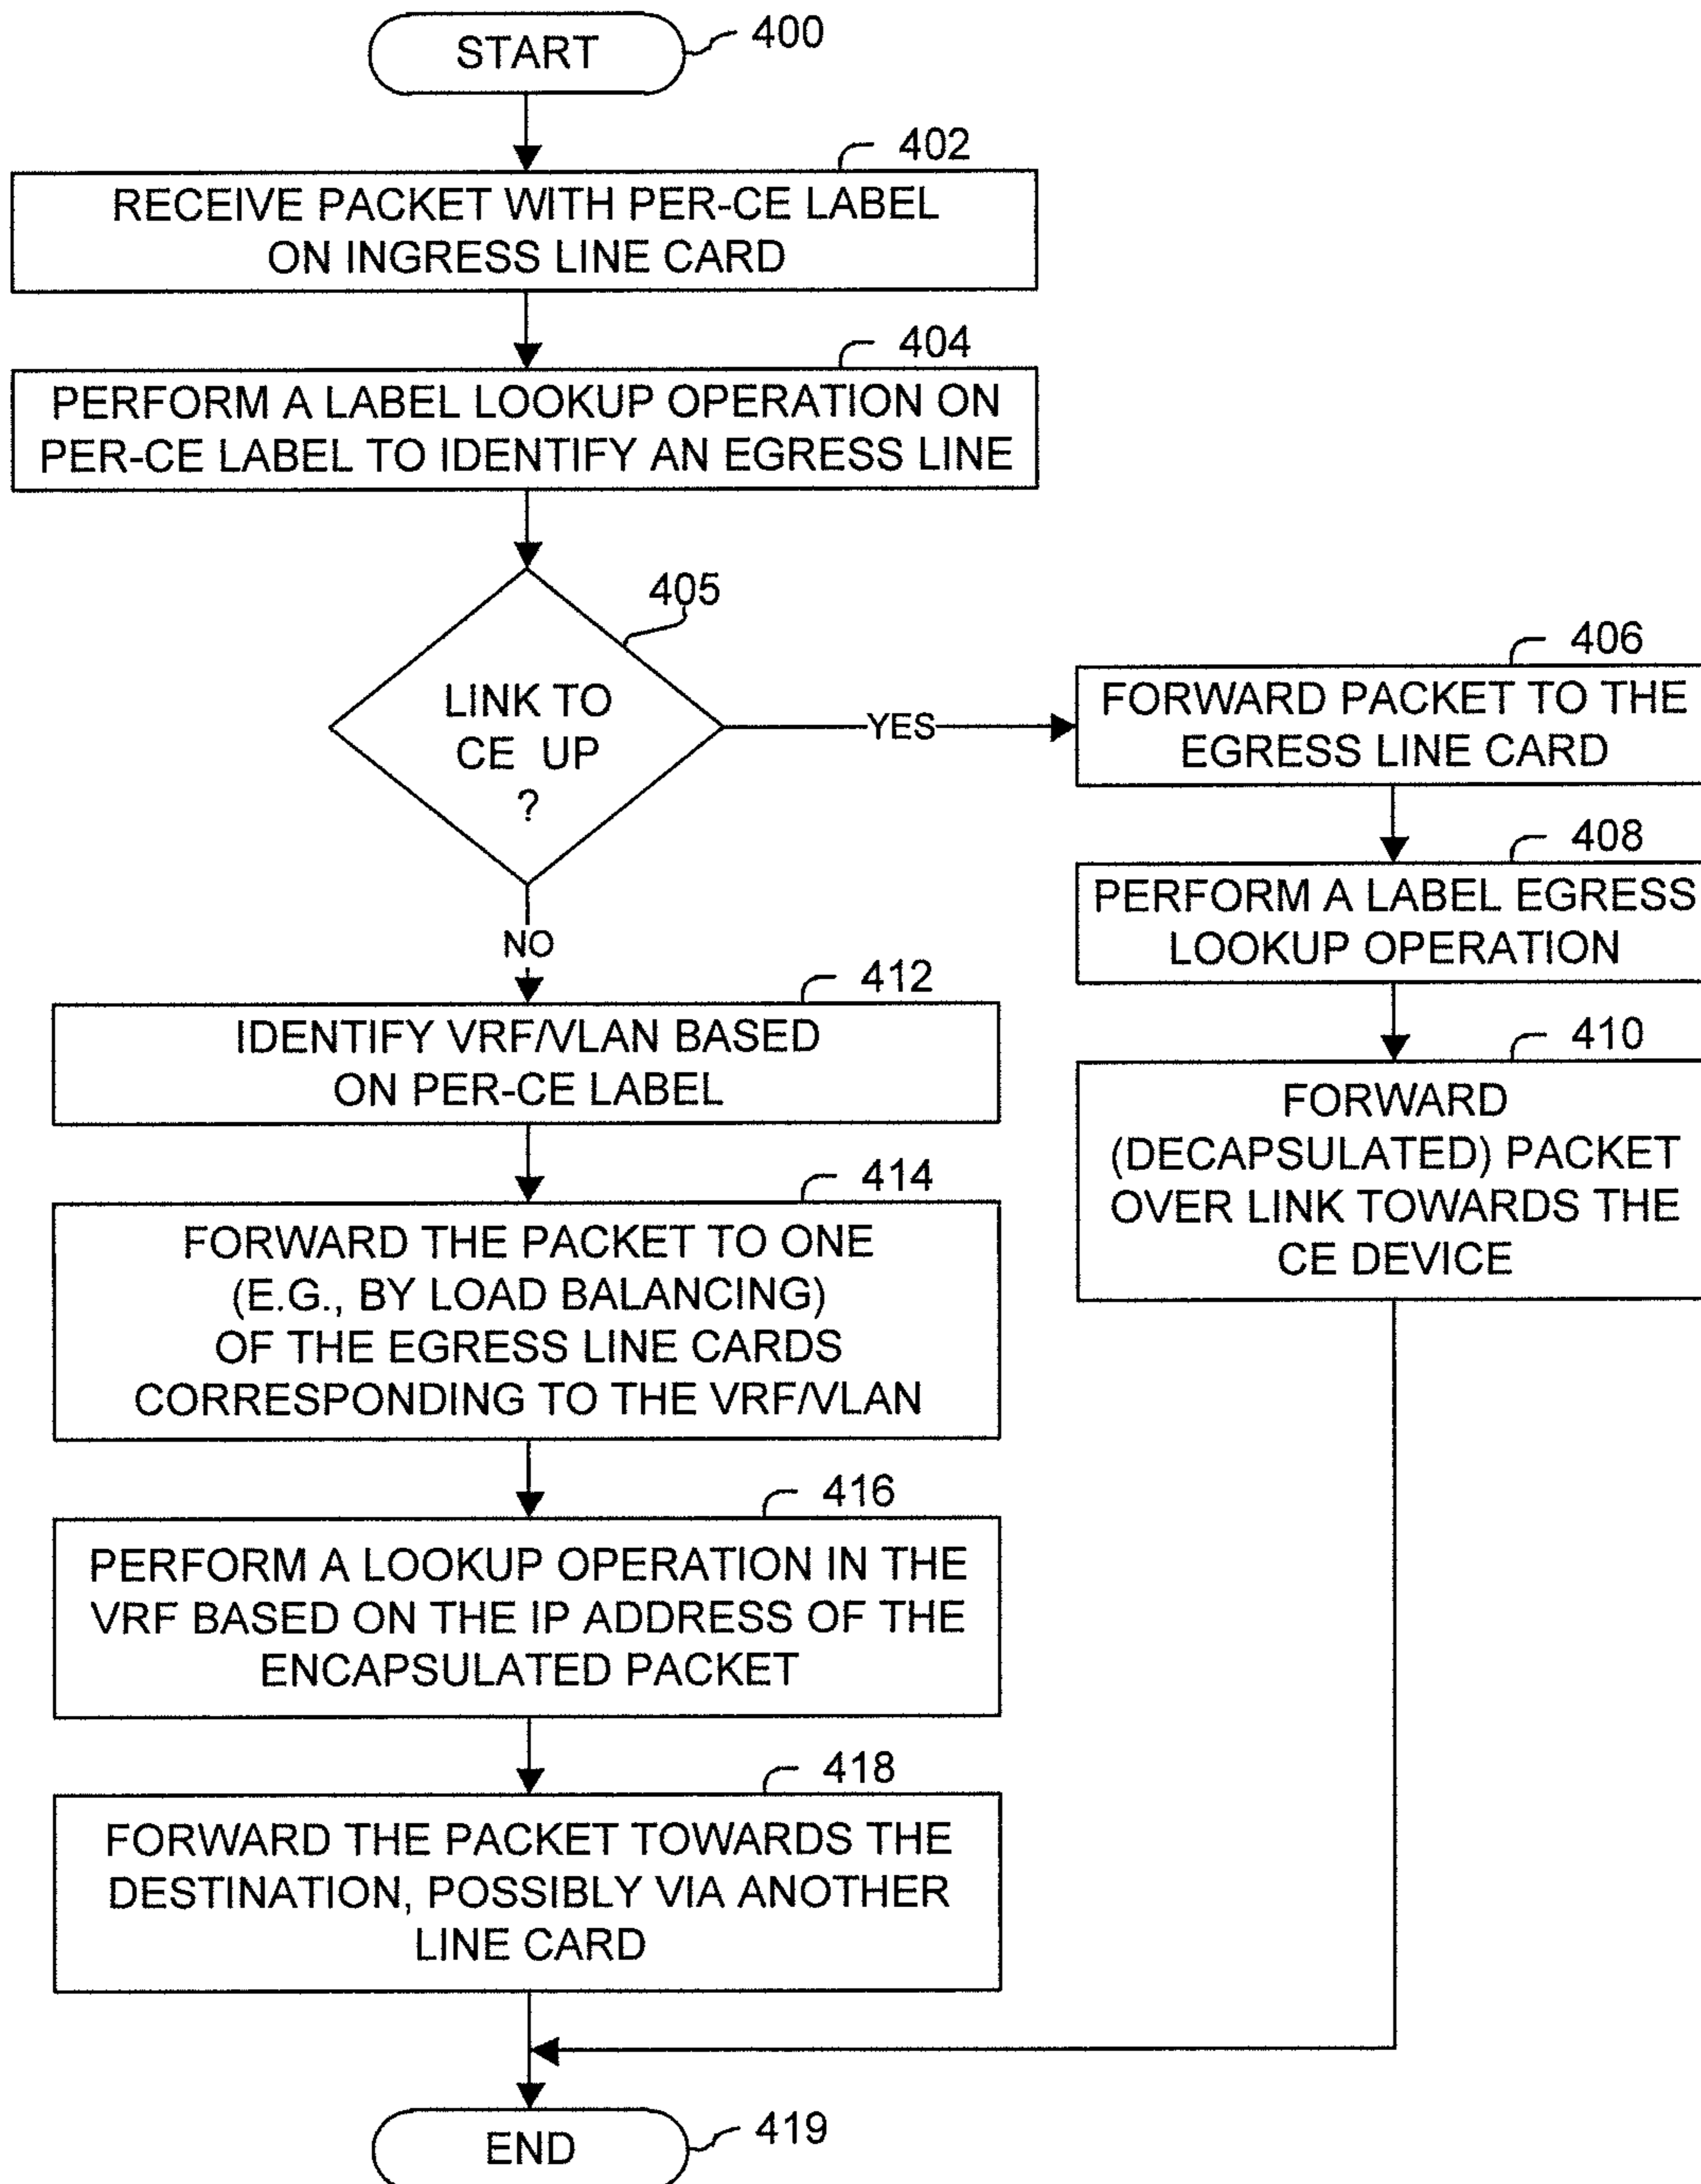 START
400
402
RECEIVE PACKET WITH PER-CE LABEL
ON INGRESS LINE CARD
404
PERFORM A LABEL LOOKUP OPERATION ON
PER-CE LABEL TO IDENTIFY AN EGRESS LINE
405
LINK TO
CE UP
?
YES
NO
406
FORWARD PACKET TO THE
EGRESS LINE CARD
408
PERFORM A LABEL EGRESS
LOOKUP OPERATION
410
FORWARD
(DECAPSULATED) PACKET
OVER LINK TOWARDS THE
CE DEVICE
412
IDENTIFY VRF/VLAN BASED
ON PER-CE LABEL
414
FORWARD THE PACKET TO ONE
(E.G., BY LOAD BALANCING)
OF THE EGRESS LINE CARDS
CORRESPONDING TO THE VRF/VLAN
416
PERFORM A LOOKUP OPERATION IN THE
VRF BASED ON THE IP ADDRESS OF THE
ENCAPSULATED PACKET
418
FORWARD THE PACKET TOWARDS THE
DESTINATION, POSSIBLY VIA ANOTHER
LINE CARD
END
419